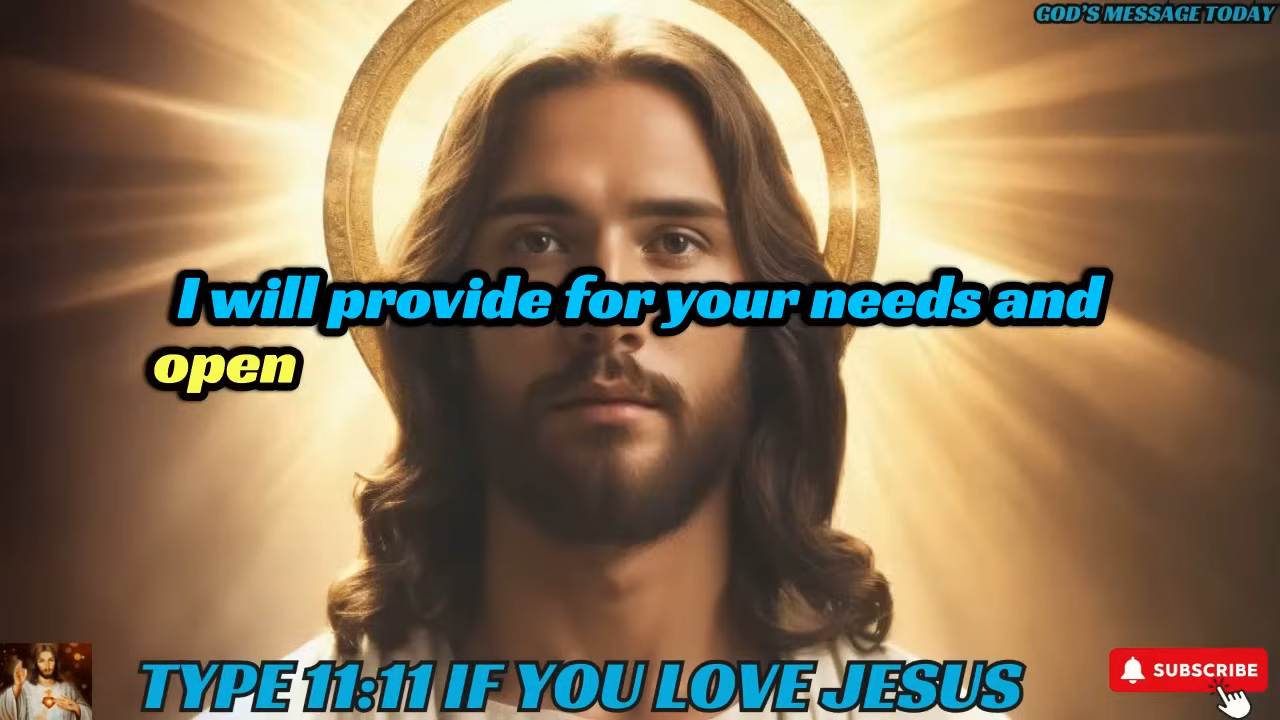 GOD'S MESSAGE TODAY
I will provide for your needs and
open
TYPE 11:11 IF YOU LOVE JESUS
SUBSCRIBE